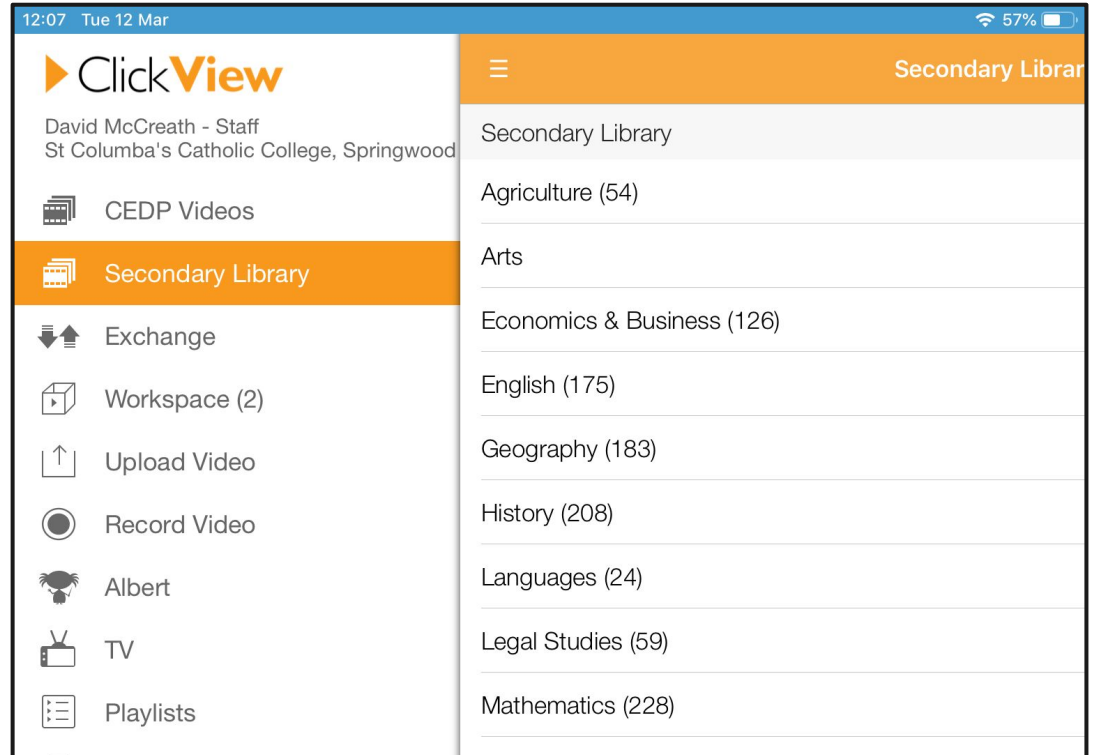 12:07 Tue 12 Mar
57%
ClickView
David McCreath - Staff
St Columba's Catholic College, Springwood
CEDP Videos
Secondary Library
Exchange
Workspace (2)
Upload Video
Record Video
Albert
TV
Playlists
Secondary Librar
Secondary Library
Agriculture (54)
Arts
Economics & Business (126)
English (175)
Geography (183)
History (208)
Languages (24)
Legal Studies (59)
Mathematics (228)